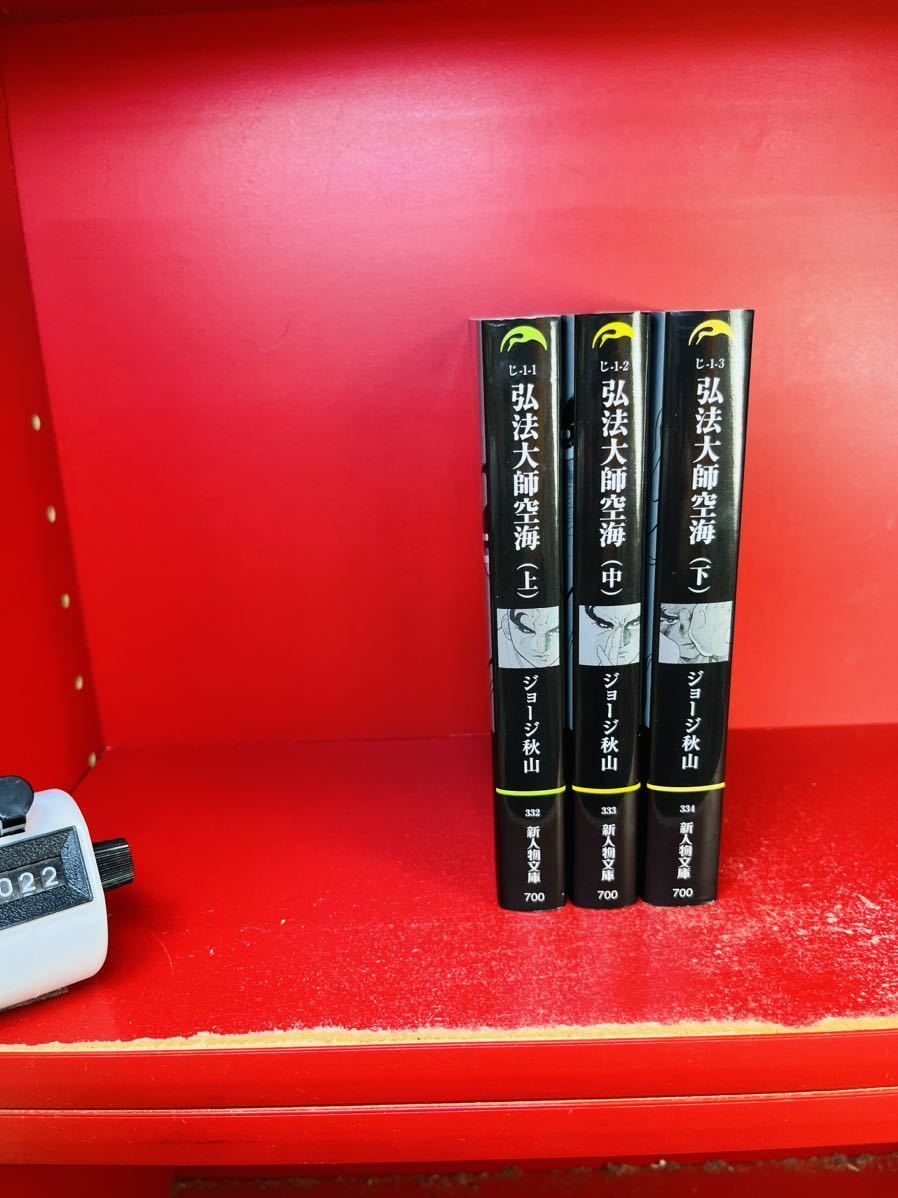 じ-1-1
弘法大師空海（上）
ジョージ秋山
332
新人物文庫
700
じ-1-2
弘法大師空海（中）
ジョージ秋山
333
新人物文庫
700
じ-1-3
弘法大師空海（下）
ジョージ秋山
334
新人物文庫
700
022